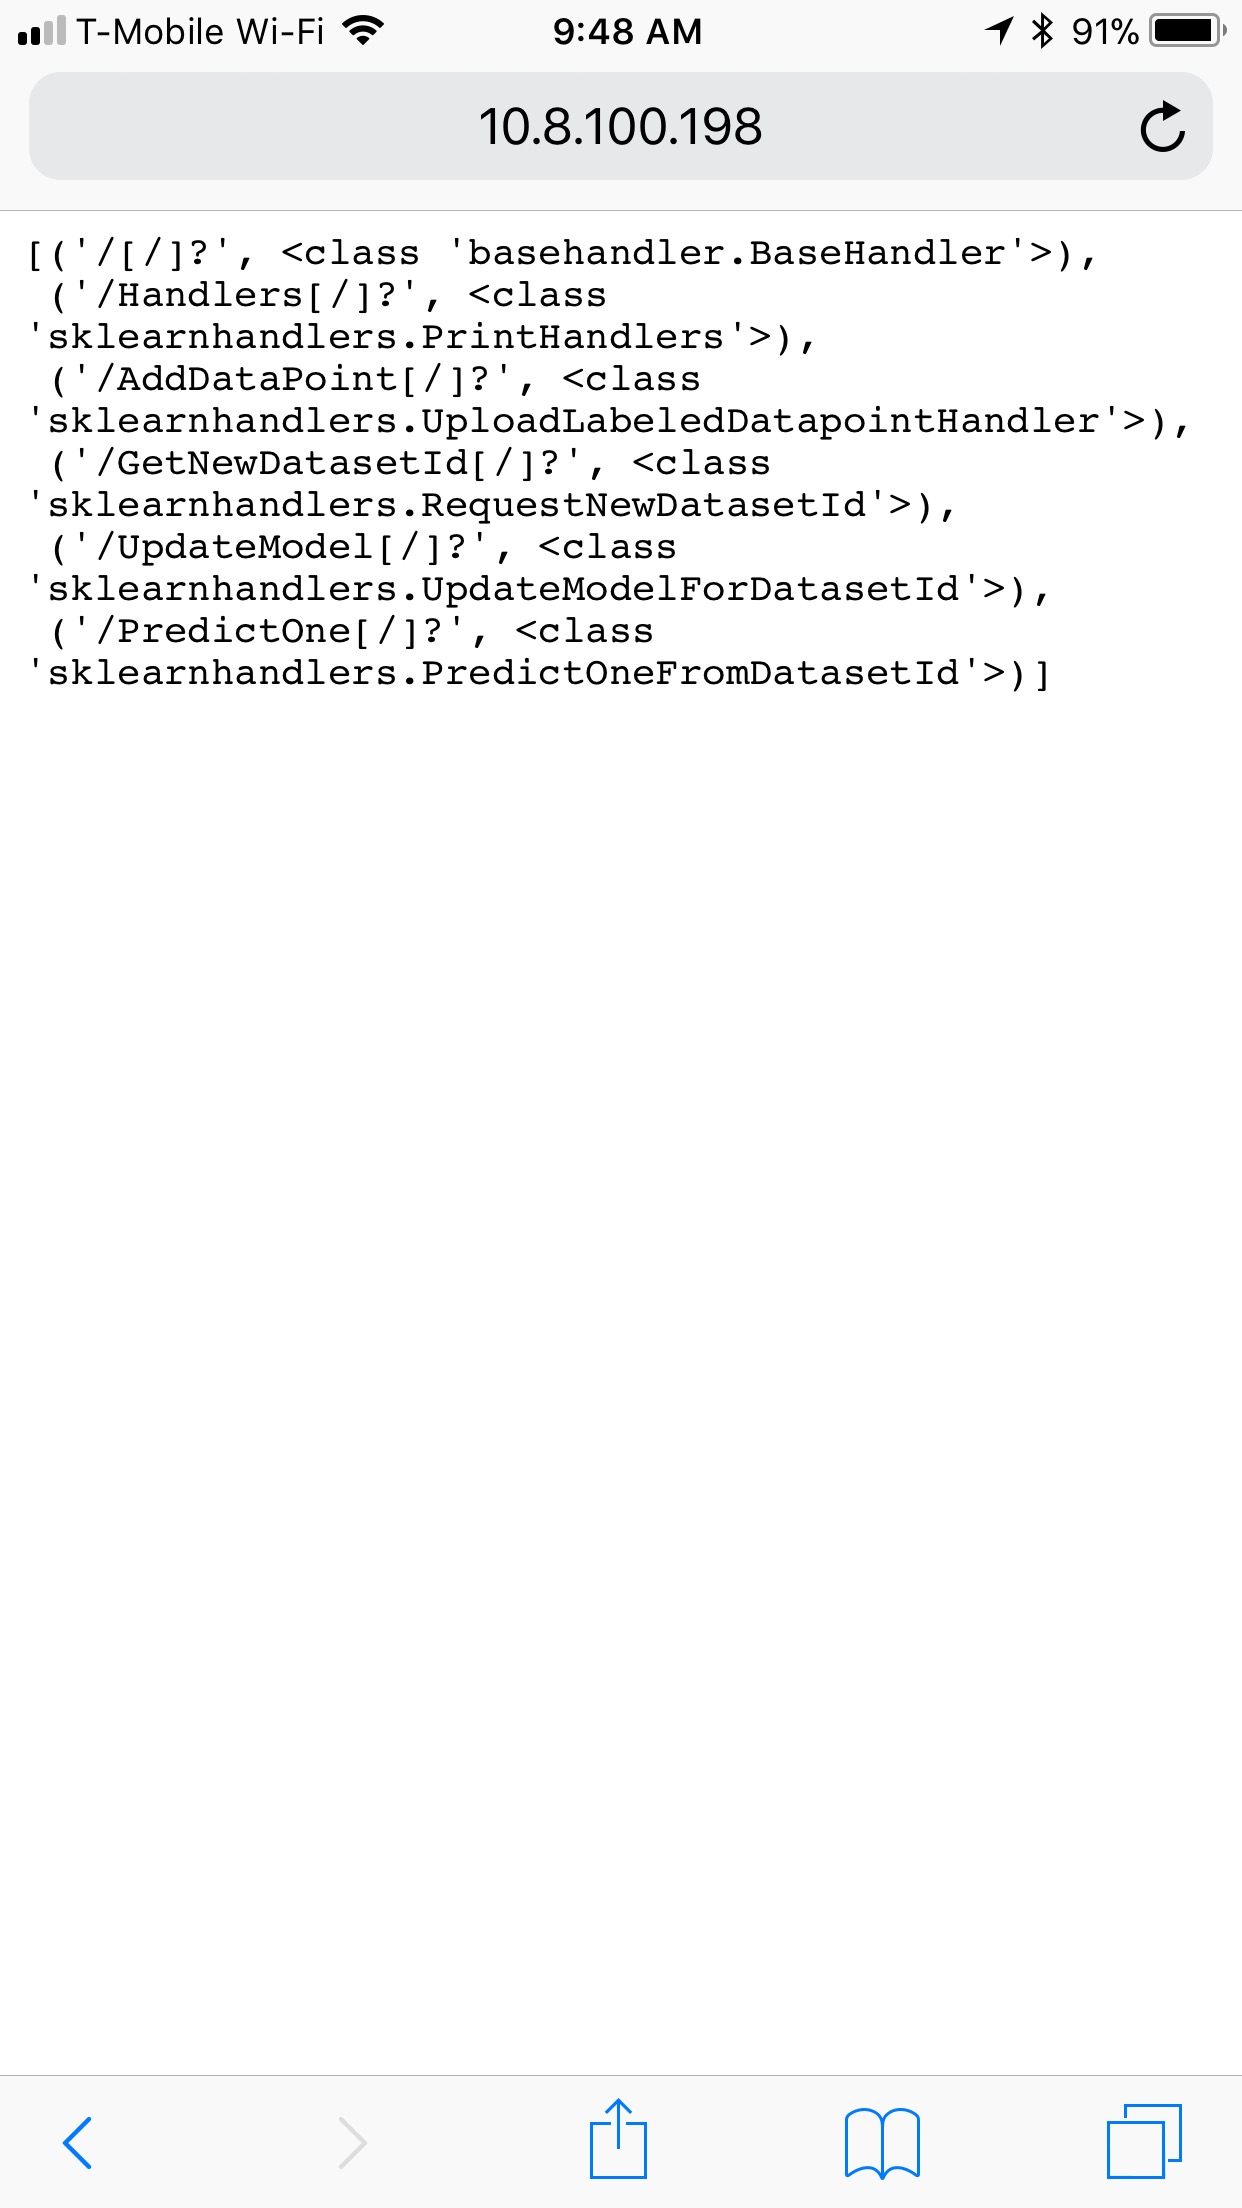 T-Mobile Wi-Fi 9:48 AM 91%
10.8.100.198
[('/[/]?', <class 'basehandler.BaseHandler'>),
 ('/Handlers[/]?', <class
'sklearnhandlers.PrintHandlers'>),
 ('/AddDataPoint[/]?', <class
'sklearnhandlers.UploadLabeledDatapointHandler'>),
 ('/GetNewDatasetId[/]?', <class
'sklearnhandlers.RequestNewDatasetId'>),
 ('/UpdateModel[/]?', <class
'sklearnhandlers.UpdateModelForDatasetId'>),
 ('/PredictOne[/]?', <class
'sklearnhandlers.PredictOneFromDatasetId'>)]